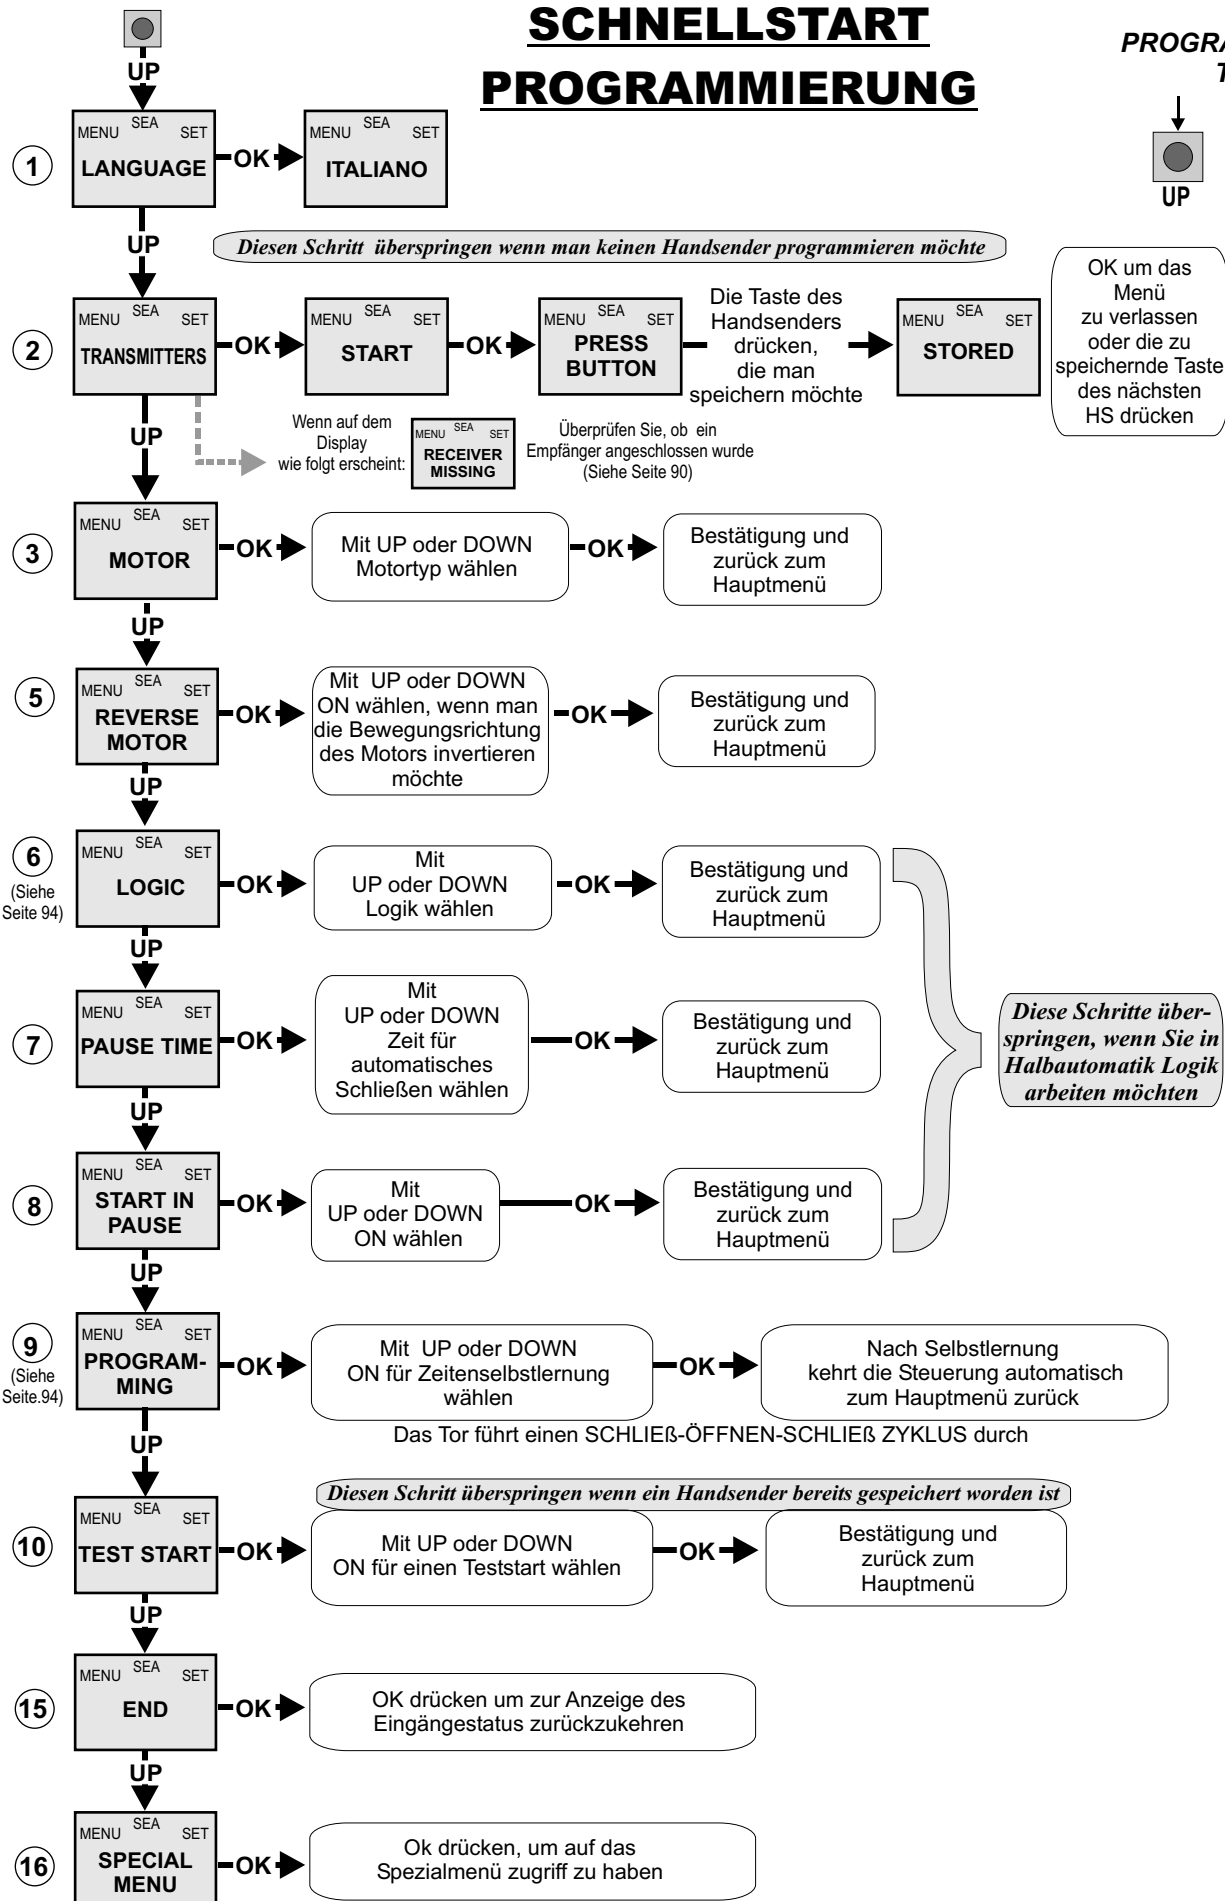 SCHNELLSTART
PROGRAMMIERUNG
UP
1
MENU SEA SET
LANGUAGE
OK
MENU SEA SET
ITALIANO
UP
UP
Diesen Schritt überspringen wenn man keinen Handsender programmieren möchte
2
MENU SEA SET
TRANSMITTERS
OK
MENU SEA SET
START
OK
MENU SEA SET
PRESS
BUTTON
Die Taste des
Handsenders
drücken,
die man
speichern möchte
MENU SEA SET
STORED
OK um das
Menü
zu verlassen
oder die zu
speichernde Taste
des nächsten
HS drücken
UP
Wenn auf dem
Display
wie folgt erscheint:
MENU SEA SET
RECEIVER
MISSING
Überprüfen Sie, ob ein
Empfänger angeschlossen wurde
(Siehe Seite 90)
3
MENU SEA SET
MOTOR
OK
Mit UP oder DOWN
Motortyp wählen
OK
Bestätigung und
zurück zum
Hauptmenü
UP
5
MENU SEA SET
REVERSE
MOTOR
OK
Mit UP oder DOWN
ON wählen, wenn man
die Bewegungsrichtung
des Motors invertieren
möchte
OK
Bestätigung und
zurück zum
Hauptmenü
UP
6
(Siehe
Seite 94)
MENU SEA SET
LOGIC
OK
Mit
UP oder DOWN
Logik wählen
OK
Bestätigung und
zurück zum
Hauptmenü
UP
7
MENU SEA SET
PAUSE TIME
OK
Mit
UP oder DOWN
Zeit für
automatisches
Schließen wählen
OK
Bestätigung und
zurück zum
Hauptmenü
Diese Schritte über-
springen, wenn Sie in
Halbautomatik Logik
arbeiten möchten
UP
8
MENU SEA SET
START IN
PAUSE
OK
Mit
UP oder DOWN
ON wählen
OK
Bestätigung und
zurück zum
Hauptmenü
UP
9
(Siehe
Seite.94)
MENU SEA SET
PROGRAM-
MING
OK
Mit UP oder DOWN
ON für Zeitenselbstlernung
wählen
OK
Nach Selbstlernung
kehrt die Steuerung automatisch
zum Hauptmenü zurück
Das Tor führt einen SCHLIEß-ÖFFNEN-SCHLIEß ZYKLUS durch
UP
Diesen Schritt überspringen wenn ein Handsender bereits gespeichert worden ist
10
MENU SEA SET
TEST START
OK
Mit UP oder DOWN
ON für einen Teststart wählen
OK
Bestätigung und
zurück zum
Hauptmenü
UP
15
MENU SEA SET
END
OK
OK drücken um zur Anzeige des
Eingängestatus zurückzukehren
UP
16
MENU SEA SET
SPECIAL
MENU
OK
Ok drücken, um auf das
Spezialmenü zugriff zu haben